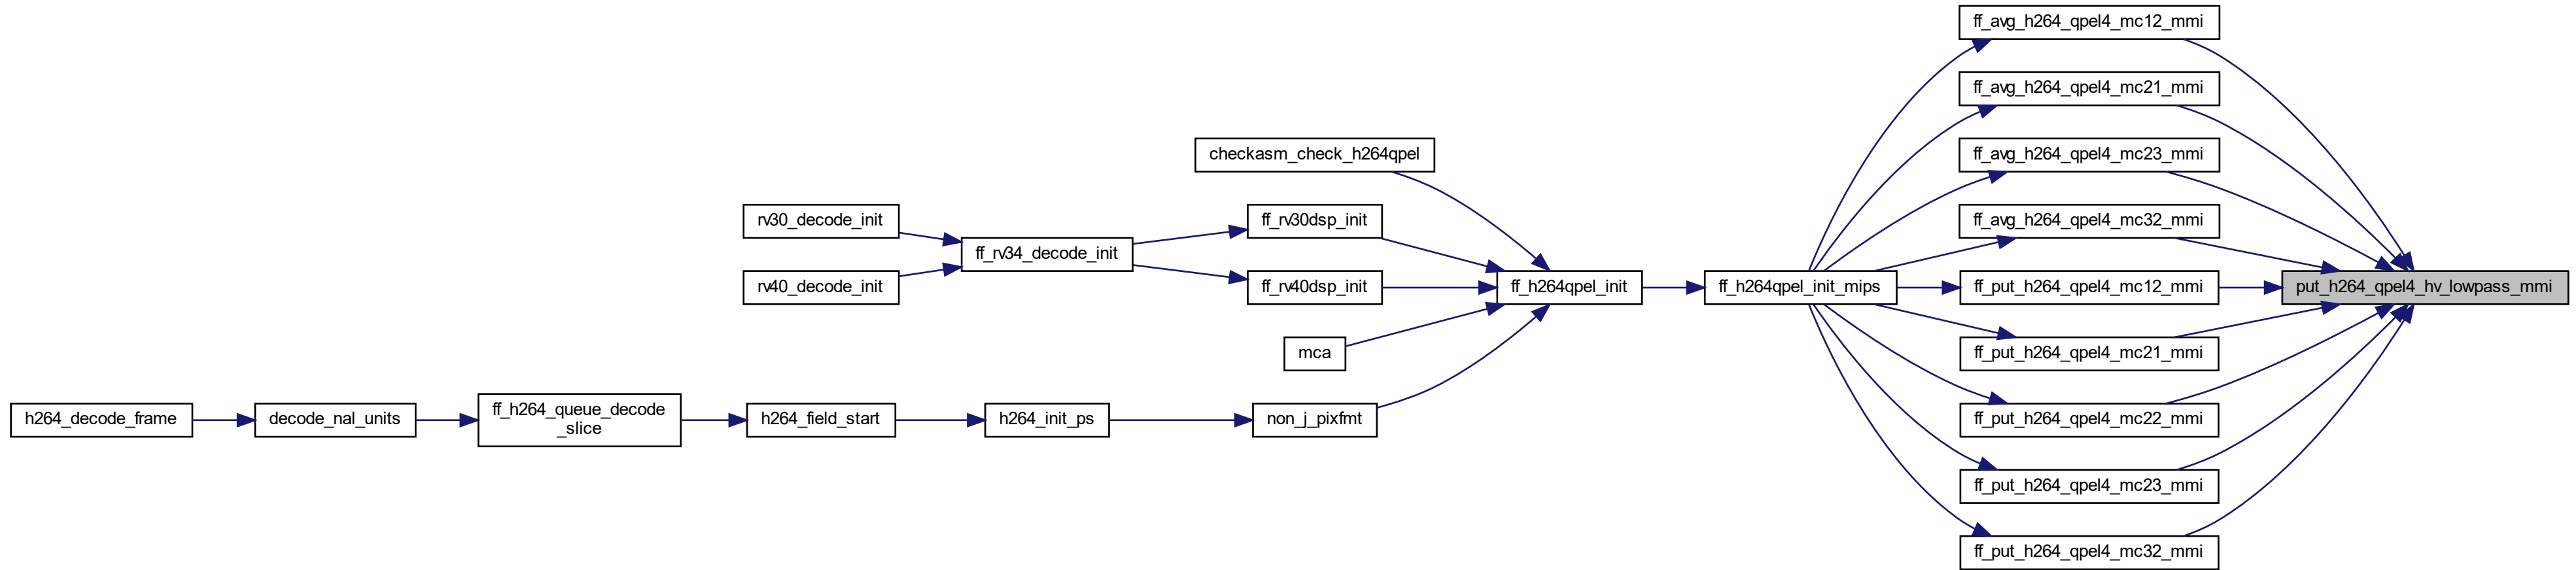 ff_avg_h264_qpel4_mc12_mmi
ff_avg_h264_qpel4_mc21_mmi
checkasm_check_h264qpel
ff_avg_h264_qpel4_mc23_mmi
rv30_decode_init
ff_rv30dsp_init
ff_avg_h264_qpel4_mc32_mmi
ff_rv34_decode_init
rv40_decode_init
ff_rv40dsp_init
ff_h264qpel_init
ff_h264qpel_init_mips
ff_put_h264_qpel4_mc12_mmi
put_h264_qpel4_hv_lowpass_mmi
mca
ff_put_h264_qpel4_mc21_mmi
h264_decode_frame
decode_nal_units
ff_h264_queue_decode
_slice
h264_field_start
h264_init_ps
non_j_pixfmt
ff_put_h264_qpel4_mc22_mmi
ff_put_h264_qpel4_mc23_mmi
ff_put_h264_qpel4_mc32_mmi